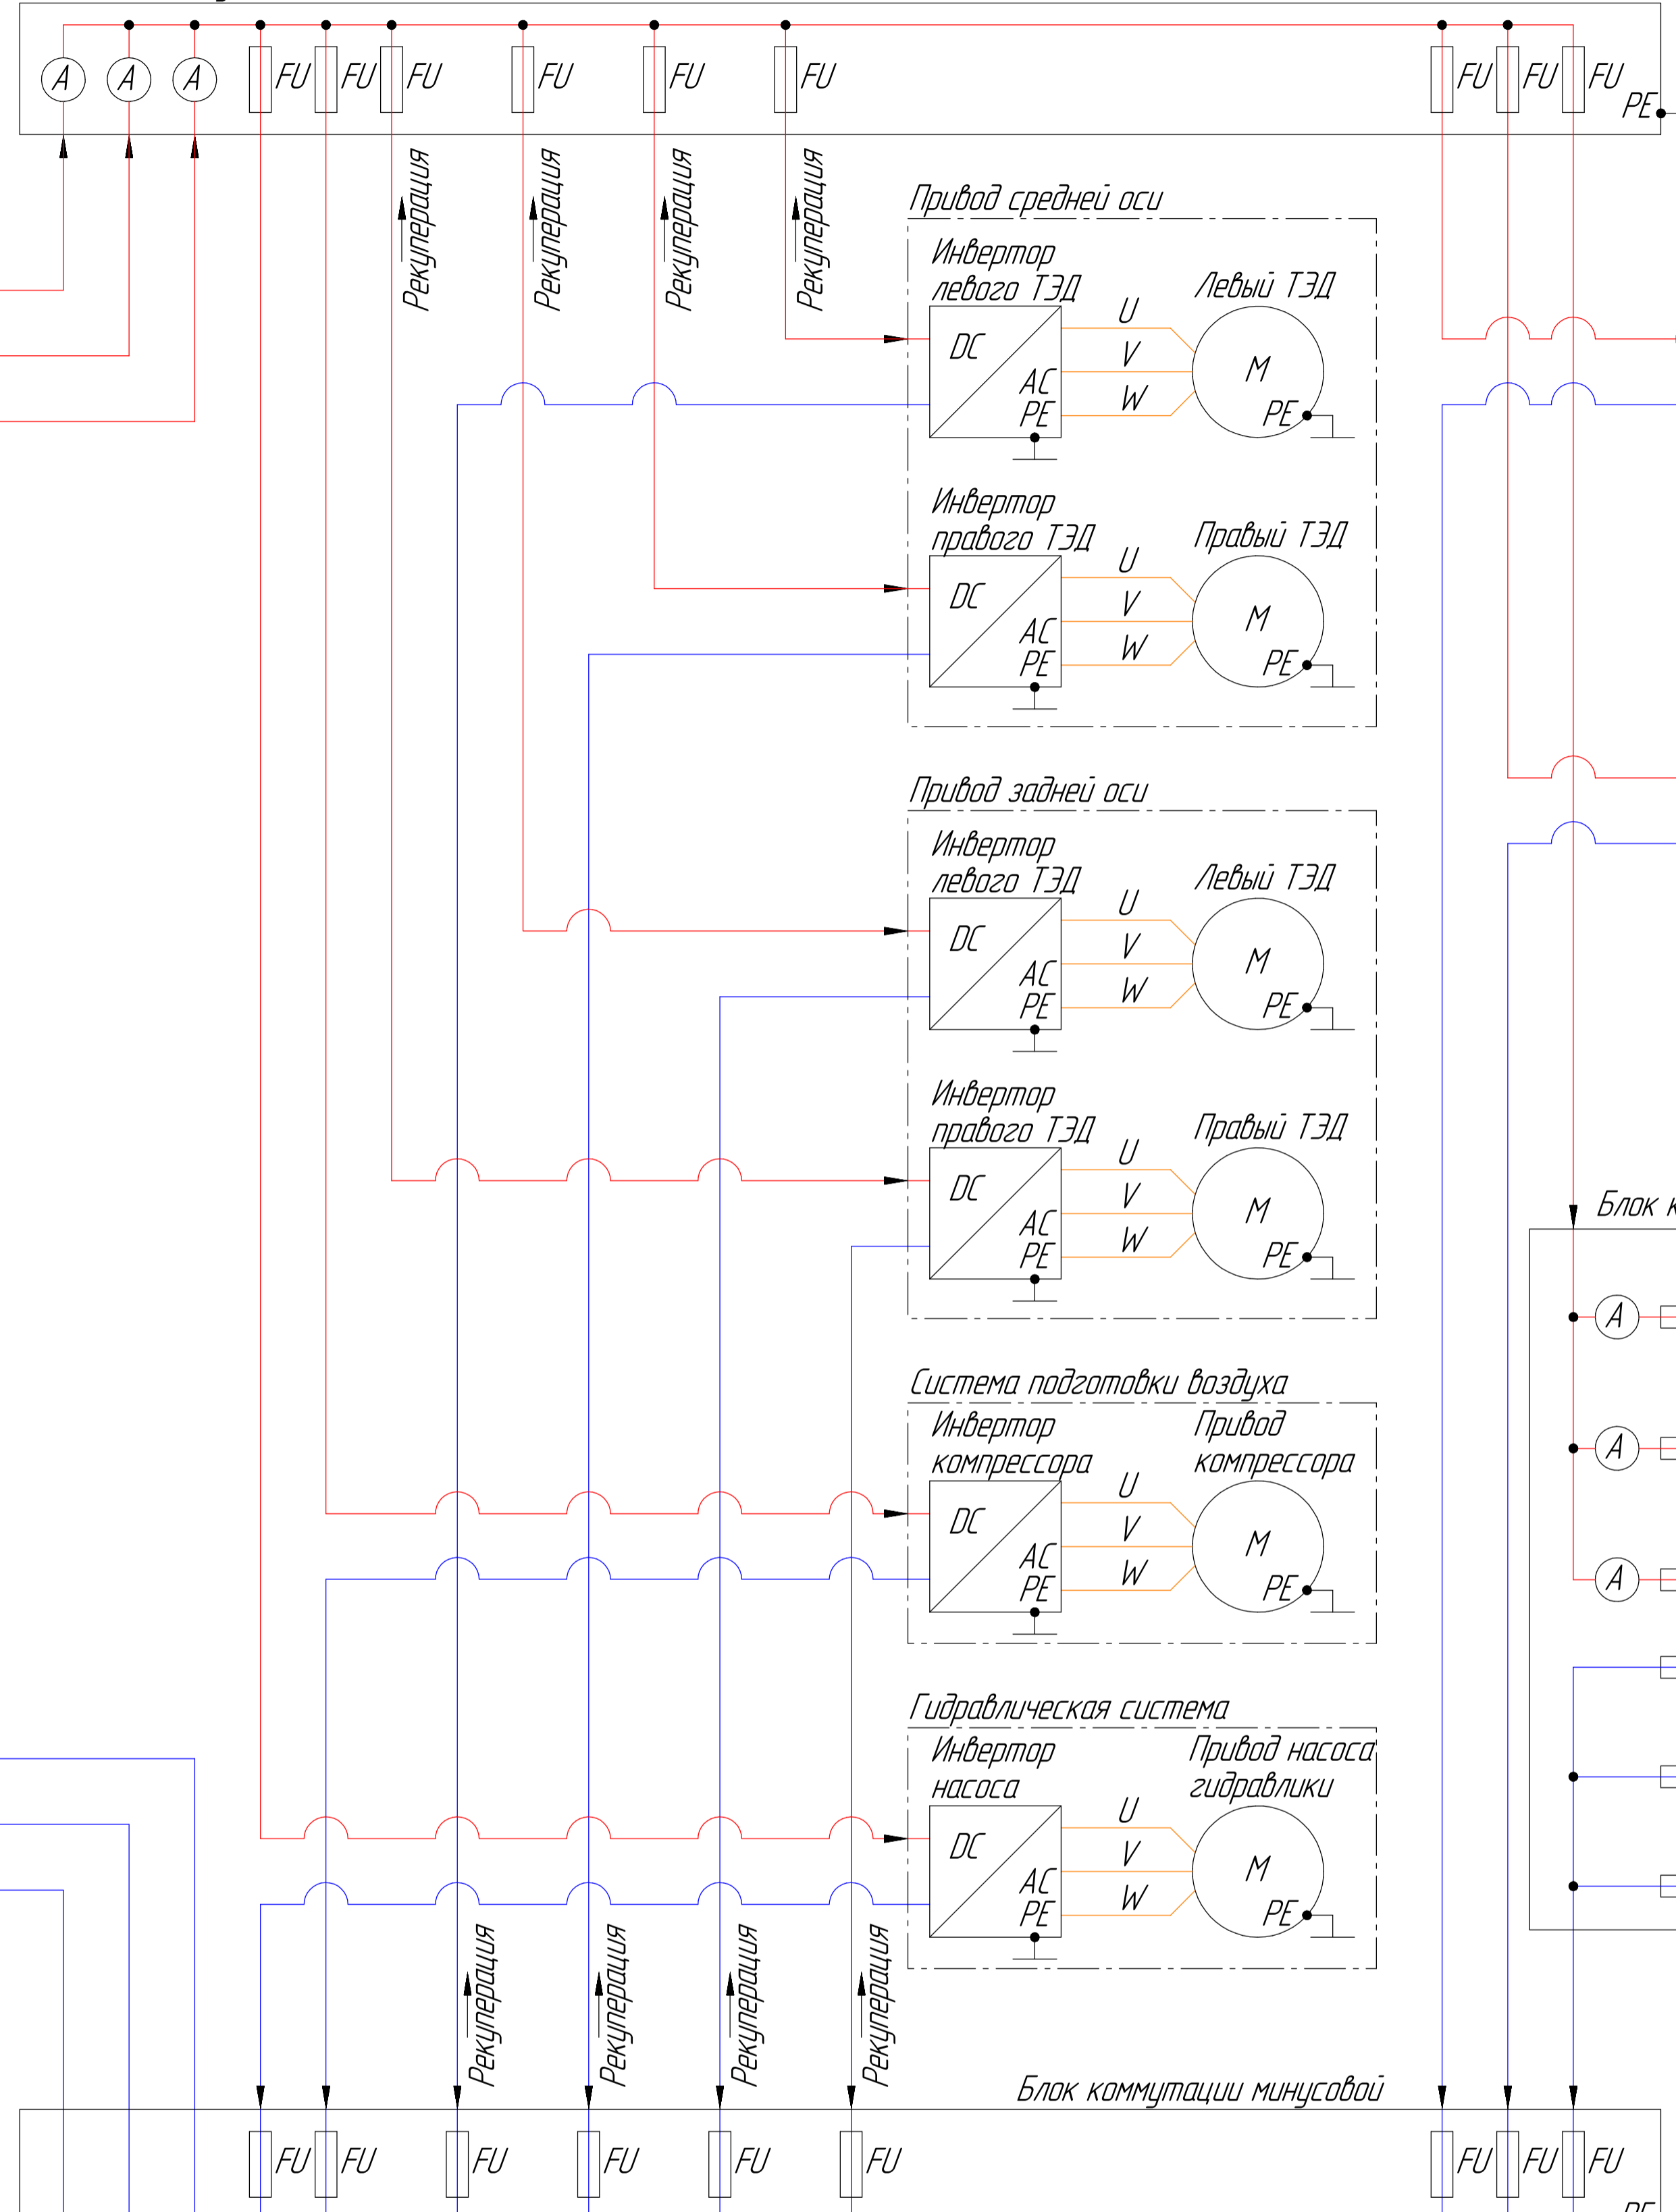 A A A FU FU FU FU FU FU FU FU FU
PE
Рекуперация Рекуперация Рекуперация Рекуперация
Привод средней оси
Инвертор
левого ТЭД
Левый ТЭД
DC
AC
PE
U
V
W
M
PE
Инвертор
правого ТЭД
Правый ТЭД
DC
AC
PE
U
V
W
M
PE
Привод задней оси
Инвертор
левого ТЭД
Левый ТЭД
DC
AC
PE
U
V
W
M
PE
Инвертор
правого ТЭД
Правый ТЭД
DC
AC
PE
U
V
W
M
PE
Блок к
A
A
A
Система подготовки воздуха
Инвертор
компрессора
Привод
компрессора
DC
AC
PE
U
V
W
M
PE
Гидравлическая система
Инвертор
насоса
Привод насоса
гидравлики
DC
AC
PE
U
V
W
M
PE
Рекуперация Рекуперация Рекуперация Рекуперация
Блок коммутации минусовой
FU FU FU FU FU FU FU FU FU